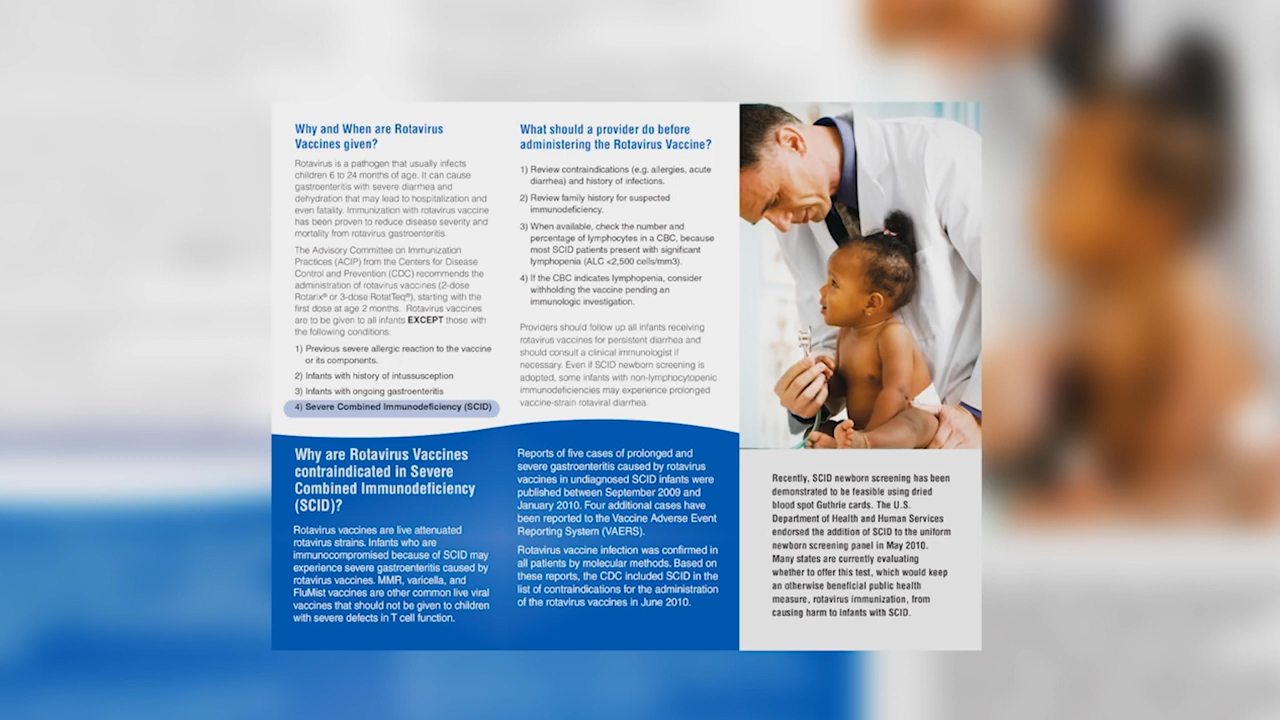 Why and When are Rotavirus
Vaccines given?
Rotavirus is a pathogen that usually infects
children 6 to 24 months of age. It can cause
gastroenteritis with severe diarrhea and
dehydration that may lead to hospitalization and
even fatality. Immunization with rotavirus vaccine
has been proven to reduce disease severity and
mortality from rotavirus gastroenteritis.
The Advisory Committee on Immunization
Practices (ACIP) from the Centers for Disease
Control and Prevention (CDC) recommends the
administration of rotavirus vaccines (2-dose
Rotarix® or 3-dose RotatTeq®), starting with the
first dose at age 2 months. Rotavirus vaccines
are to be given to all infants EXCEPT those with
the following conditions:
1) Previous severe allergic reaction to the vaccine
or its components.
2) Infants with history of intussusception
3) Infants with ongoing gastroenteritis
4) Severe Combined Immunodeficiency (SCID)
What should a provider do before
administering the Rotavirus Vaccine?
1) Review contraindications (e.g. allergies, acute
diarrhea) and history of infections.
2) Review family history for suspected
immunodeficiency.
3) When available, check the number and
percentage of lymphocytes in a CBC, because
most SCID patients present with significant
lymphopenia (ALC <2,500 cells/mm3).
4) If the CBC indicates lymphopenia, consider
withholding the vaccine pending an
immunologic investigation.
Providers should follow up all infants receiving
rotavirus vaccines for persistent diarrhea and
should consult a clinical immunologist if
necessary. Even if SCID newborn screening is
adopted, some infants with non-lymphocytopenic
immunodeficiencies may experience prolonged
vaccine-strain rotaviral diarrhea.
Why are Rotavirus Vaccines
contraindicated in Severe
Combined Immunodeficiency
(SCID)?
Rotavirus vaccines are live attenuated
rotavirus strains. Infants who are
immunocompromised because of SCID may
experience severe gastroenteritis caused by
rotavirus vaccines. MMR, varicella, and
FluMist vaccines are other common live viral
vaccines that should not be given to children
with severe defects in T cell function.
Reports of five cases of prolonged and
severe gastroenteritis caused by rotavirus
vaccines in undiagnosed SCID infants were
published between September 2009 and
January 2010. Four additional cases have
been reported to the Vaccine Adverse Event
Reporting System (VAERS).
Rotavirus vaccine infection was confirmed in
all patients by molecular methods. Based on
these reports, the CDC included SCID in the
list of contraindications for the administration
of the rotavirus vaccines in June 2010.
Recently, SCID newborn screening has been
demonstrated to be feasible using dried
blood spot Guthrie cards. The U.S.
Department of Health and Human Services
endorsed the addition of SCID to the uniform
newborn screening panel in May 2010.
Many states are currently evaluating
whether to offer this test, which would keep
an otherwise beneficial public health
measure, rotavirus immunization, from
causing harm to infants with SCID.